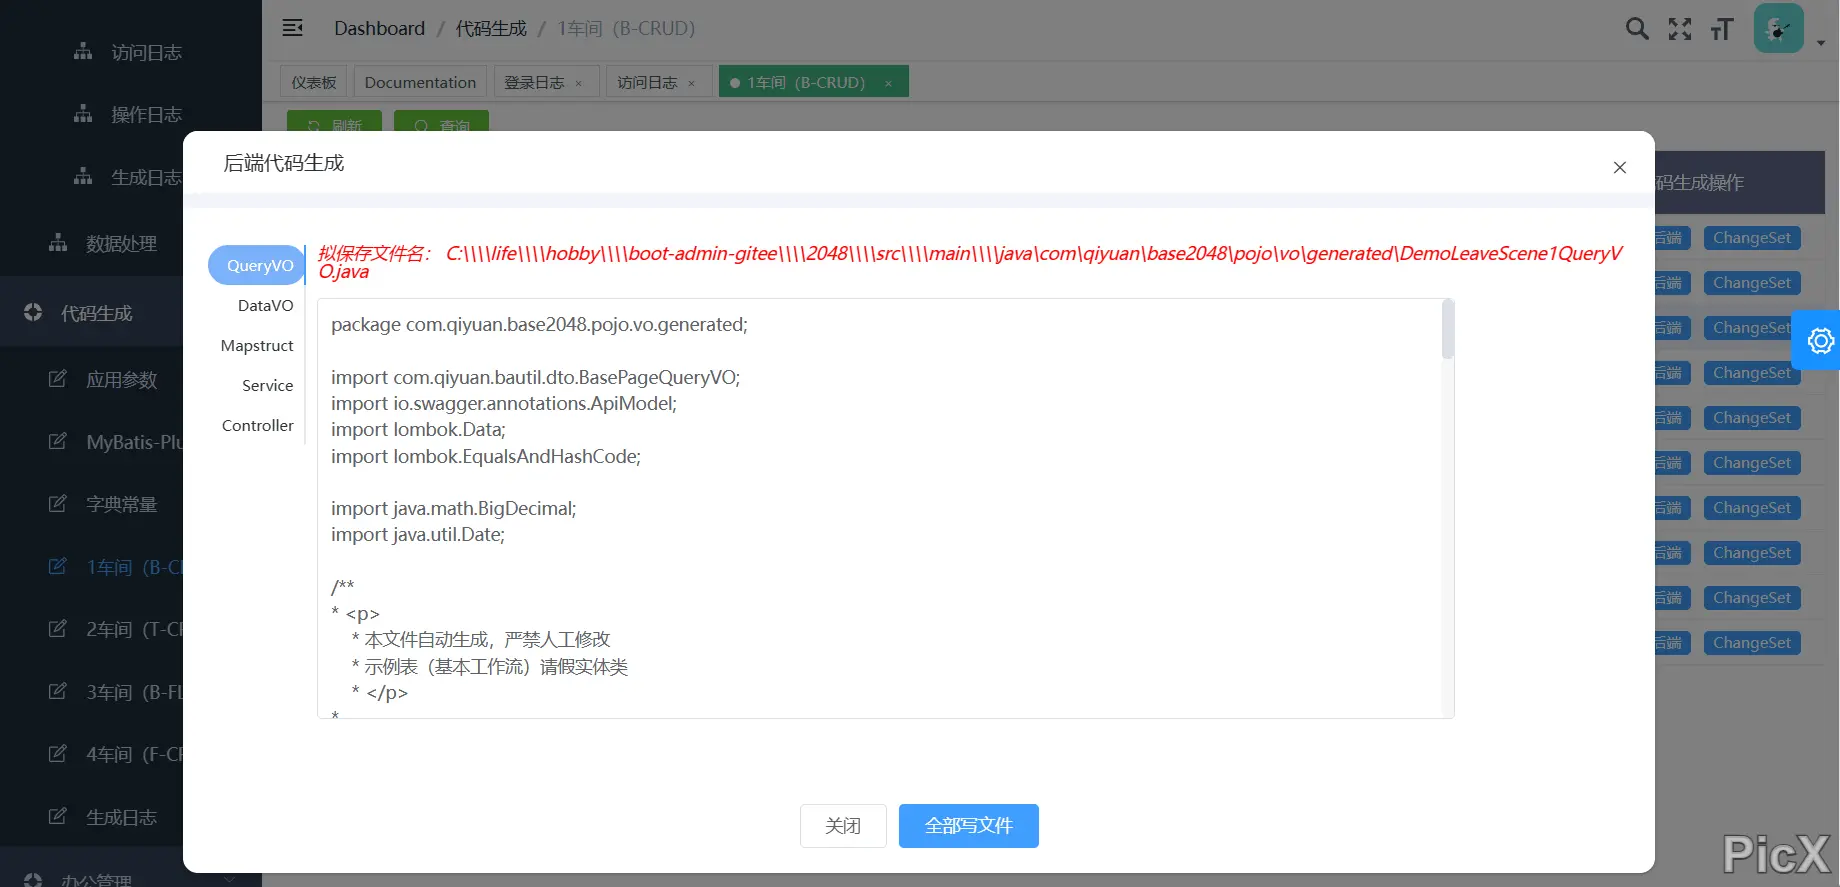 Dashboard / 代码生成 / 1车间（B-CRUD）
仪表板
Documentation
登录日志 ×
访问日志 ×
1车间（B-CRUD） ×
刷新
查询
访问日志
操作日志
生成日志
数据处理
代码生成
应用参数
MyBatis-Plu
字典常量
1车间（B-C
2车间（T-C
3车间（B-FL
4车间（F-C
生成日志
办公管理
后端代码生成
QueryVO
DataVO
Mapstruct
Service
Controller
拟保存文件名： C:\\\\life\\\\hobby\\\\boot-admin-gitee\\\\2048\\\\src\\\\main\\\\java\com\qiyuan\base2048\pojo\vo\generated\DemoLeaveScene1QueryV
O.java
package com.qiyuan.base2048.pojo.vo.generated;
import com.qiyuan.bautil.dto.BasePageQueryVO;
import io.swagger.annotations.ApiModel;
import lombok.Data;
import lombok.EqualsAndHashCode;
import java.math.BigDecimal;
import java.util.Date;
/**
* <p>
* 本文件自动生成，严禁人工修改
* 示例表（基本工作流）请假实体类
* </p>
*
关闭
全部写文件
码生成操作
后端 ChangeSet
后端 ChangeSet
后端 ChangeSet
后端 ChangeSet
后端 ChangeSet
后端 ChangeSet
后端 ChangeSet
后端 ChangeSet
后端 ChangeSet
后端 ChangeSet
PicX